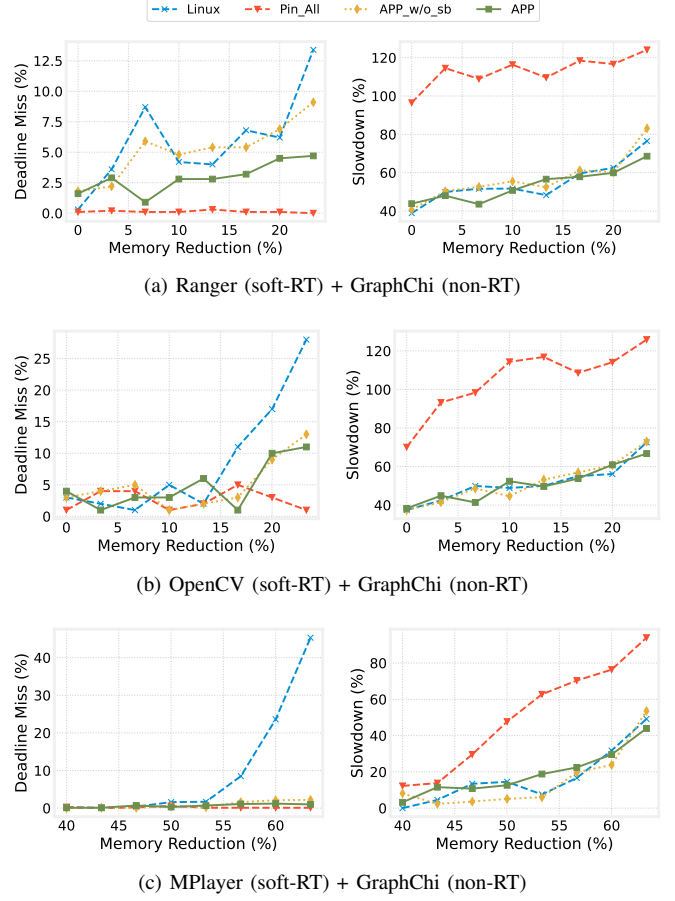 Linux Pin_All APP_w/o_sb APP
Deadline Miss (%)
12.5
10.0
7.5
5.0
2.5
0.0
0 5 10 15 20
Memory Reduction (%)
Slowdown (%)
120
100
80
60
40
0 5 10 15 20
Memory Reduction (%)
(a) Ranger (soft-RT) + GraphChi (non-RT)
Deadline Miss (%)
25
20
15
10
5
0
0 5 10 15 20
Memory Reduction (%)
Slowdown (%)
120
100
80
60
40
0 5 10 15 20
Memory Reduction (%)
(b) OpenCV (soft-RT) + GraphChi (non-RT)
Deadline Miss (%)
40
30
20
10
0
40 45 50 55 60
Memory Reduction (%)
Slowdown (%)
80
60
40
20
0
40 45 50 55 60
Memory Reduction (%)
(c) MPlayer (soft-RT) + GraphChi (non-RT)